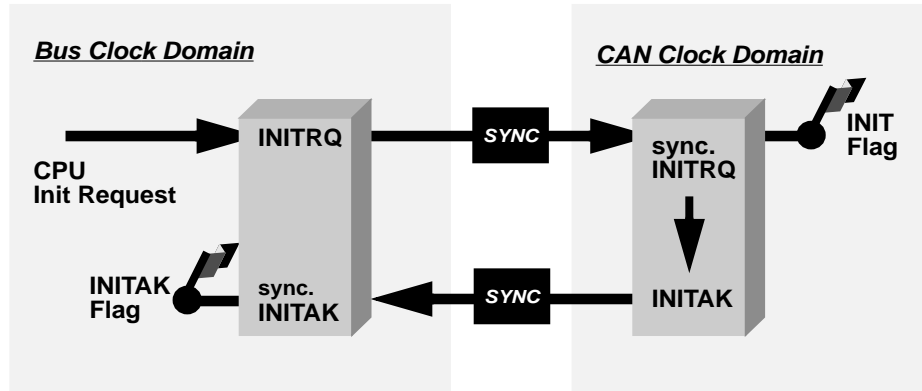 Bus Clock Domain
CAN Clock Domain
INITRQ
SYNC
sync.
INITRQ
INIT
Flag
CPU
Init Request
INITAK
Flag
sync.
INITAK
SYNC
INITAK